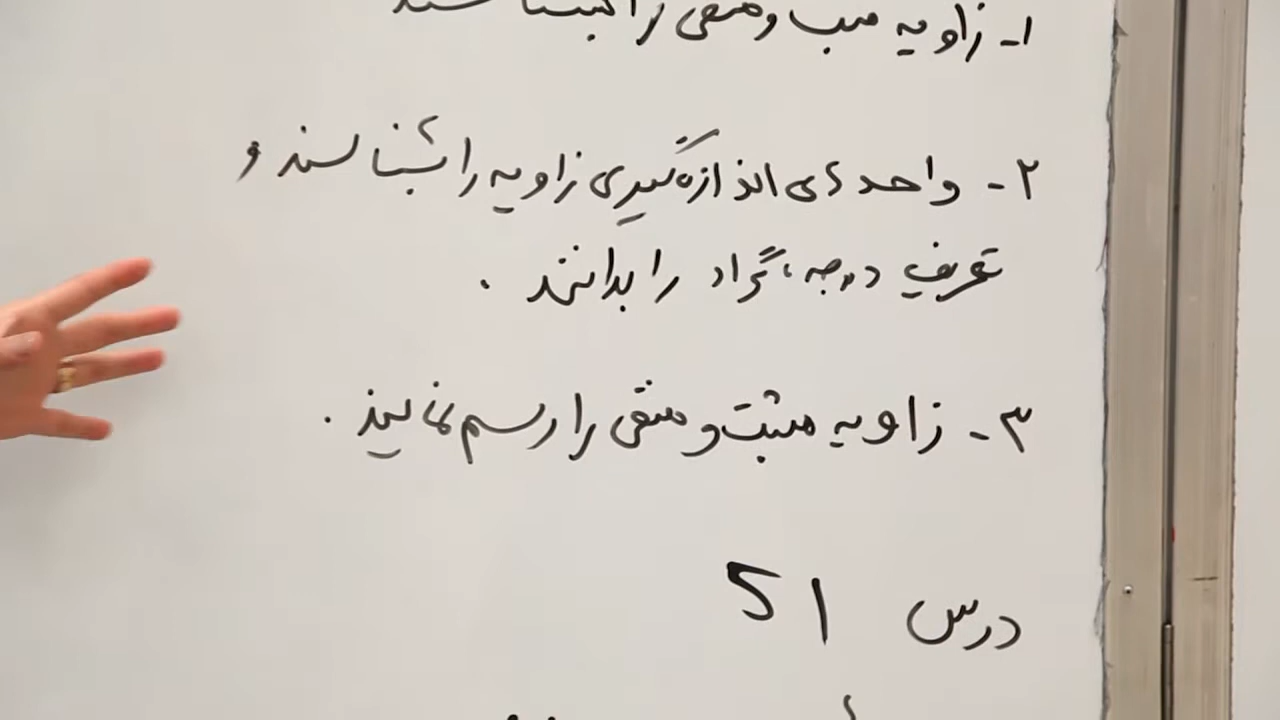 ۱- زاویه مثبت و منفی را بشناسند
۲- واحدهای اندازه‌گیری زاویه را بشناسند و
تعریف درجه، گراد را بدانند.
۳- زاویه مثبت و منفی را رسم نمایند.
درس 51